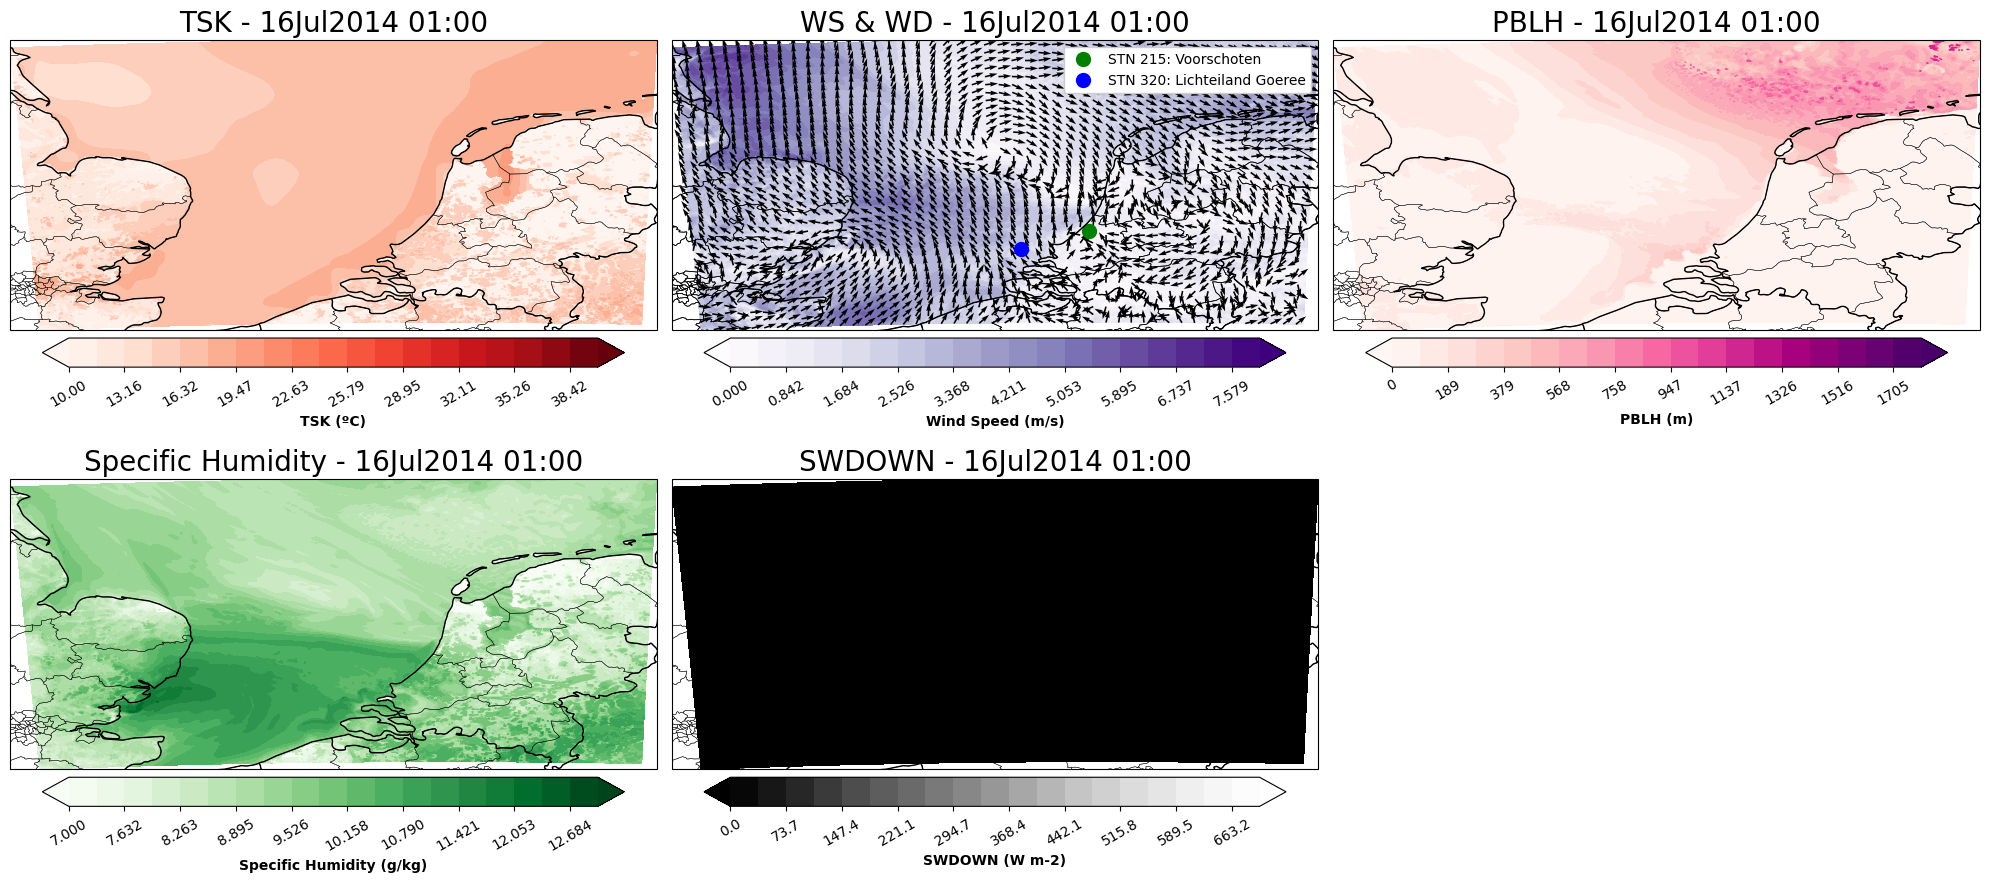 TSK - 16Jul2014 01:00
WS & WD - 16Jul2014 01:00
PBLH - 16Jul2014 01:00
STN 215: Voorschoten
STN 320: Lichteiland Goeree
10.00 13.16 16.32 19.47 22.63 25.79 28.95 32.11 35.26 38.42
TSK (ºC)
0.000 0.842 1.684 2.526 3.368 4.211 5.053 5.895 6.737 7.579
Wind Speed (m/s)
0 189 379 568 758 947 1137 1326 1516 1705
PBLH (m)
Specific Humidity - 16Jul2014 01:00
SWDOWN - 16Jul2014 01:00
7.000 7.632 8.263 8.895 9.526 10.158 10.790 11.421 12.053 12.684
Specific Humidity (g/kg)
0.0 73.7 147.4 221.1 294.7 368.4 442.1 515.8 589.5 663.2
SWDOWN (W m-2)